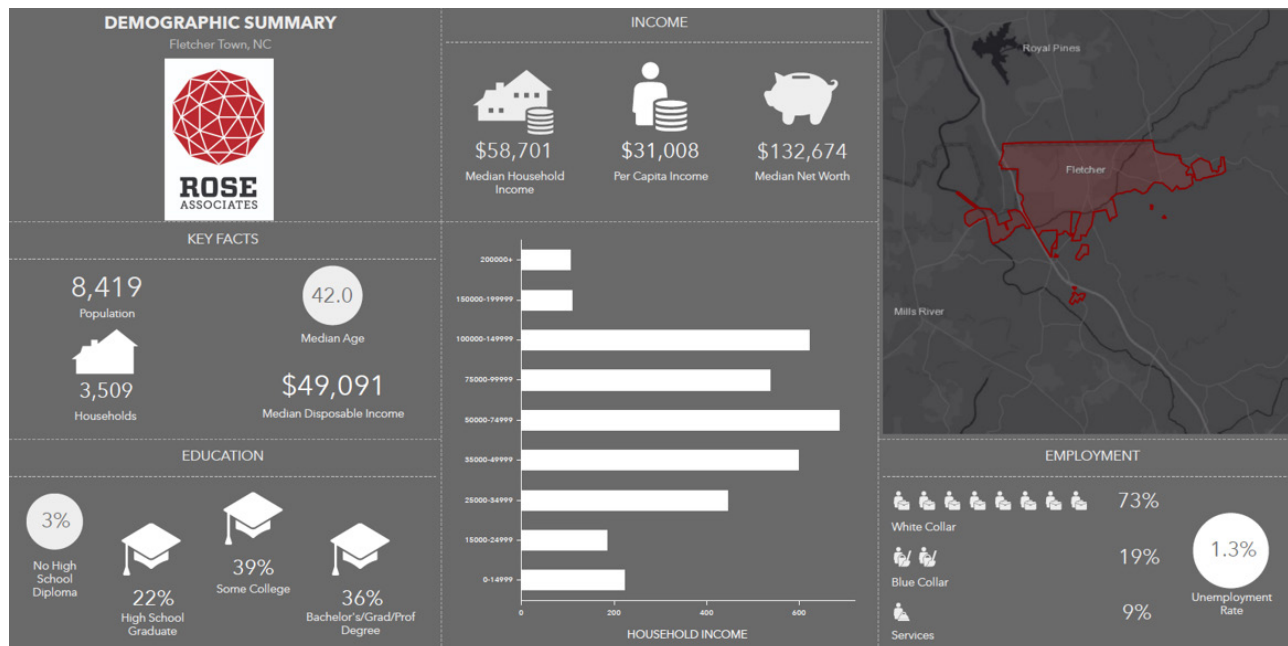 DEMOGRAPHIC SUMMARY
Fletcher Town, NC
ROSE
ASSOCIATES
KEY FACTS
8,419
Population
3,509
Households
42.0
Median Age
$49,091
Median Disposable Income
EDUCATION
3%
No High
School
Diploma
22%
High School
Graduate
39%
Some College
36%
Bachelor's/Grad/Prof
Degree
INCOME
$58,701
Median Household
Income
$31,008
Per Capita Income
$132,674
Median Net Worth
200000+
150000-199999
100000-149999
75000-99999
50000-74999
35000-49999
25000-34999
15000-24999
0-14999
0
200
400
600
HOUSEHOLD INCOME
Royal Pines
Fletcher
Mills River
EMPLOYMENT
73%
White Collar
19%
Blue Collar
9%
Services
1.3%
Unemployment
Rate